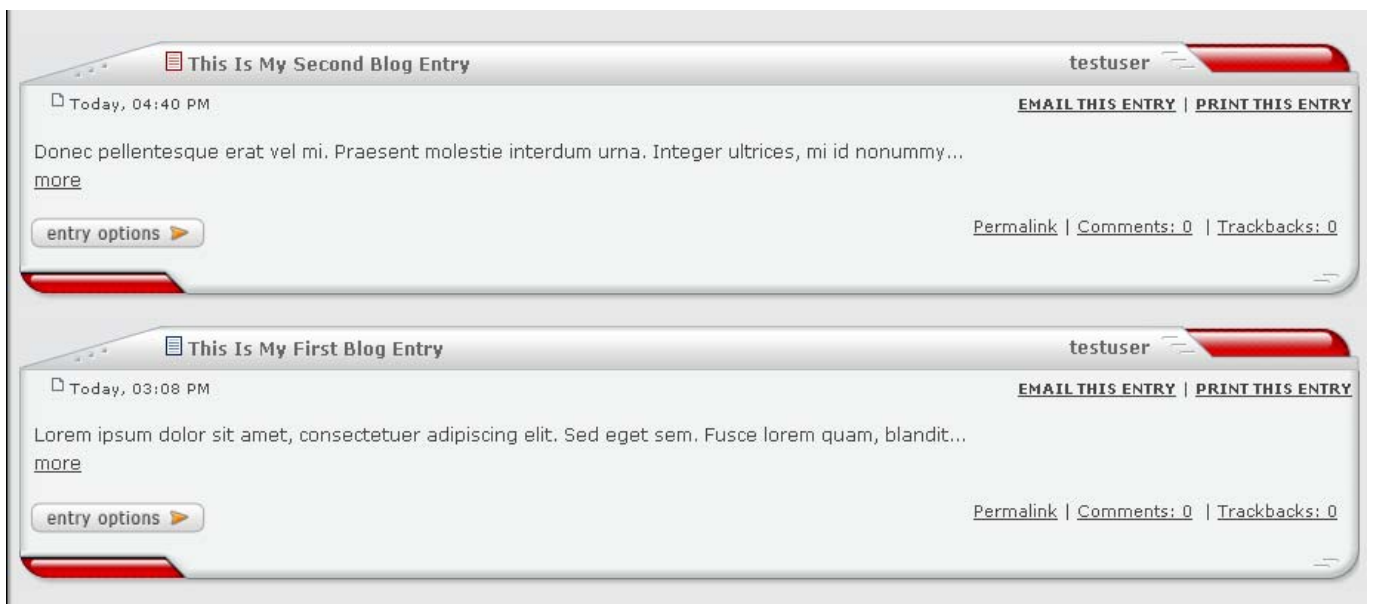 This Is My Second Blog Entry testuser
Today, 04:40 PM EMAIL THIS ENTRY | PRINT THIS ENTRY
Donec pellentesque erat vel mi. Praesent molestie interdum urna. Integer ultrices, mi id nonummy...
more
entry options Permalink | Comments: 0 | Trackbacks: 0
This Is My First Blog Entry testuser
Today, 03:08 PM EMAIL THIS ENTRY | PRINT THIS ENTRY
Lorem ipsum dolor sit amet, consectetuer adipiscing elit. Sed eget sem. Fusce lorem quam, blandit...
more
entry options Permalink | Comments: 0 | Trackbacks: 0